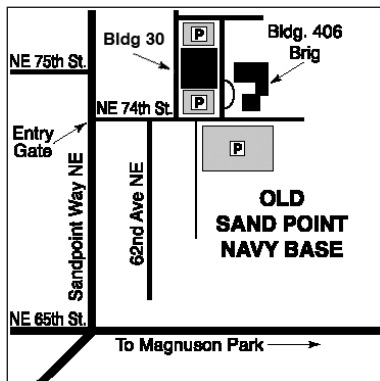 P
Bldg 30
Bldg. 406
Brig
NE 75th St.
P
NE 74th St.
Entry
Gate
P
Sandpoint Way NE
62nd Ave NE
OLD
SAND POINT
NAVY BASE
NE 65th St.
To Magnuson Park